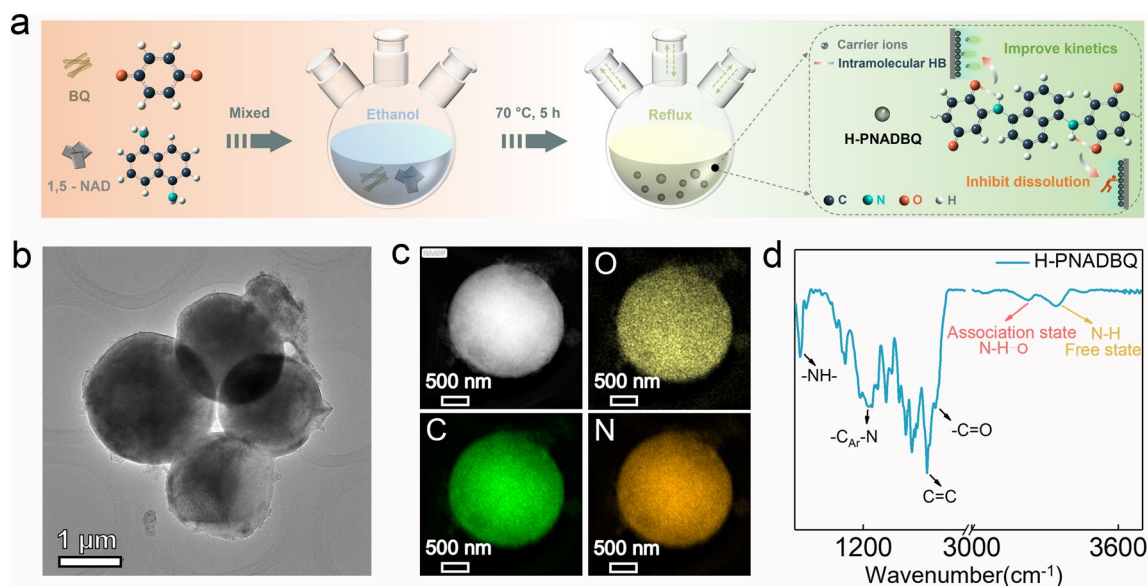 a
BQ
1,5 - NAD
Mixed
Ethanol
70 °C, 5 h
Reflux
Carrier ions
Intramolecular HB
Improve kinetics
H-PNADBQ
Inhibit dissolution
C N O H
b
1 μm
c
500 nm
O
500 nm
C
500 nm
N
500 nm
d
H-PNADBQ
Association state
N-H···O
N-H
Free state
-NH-
-C_Ar-N
-C=O
C=C
1200 3000 3600
Wavenumber(cm⁻¹)